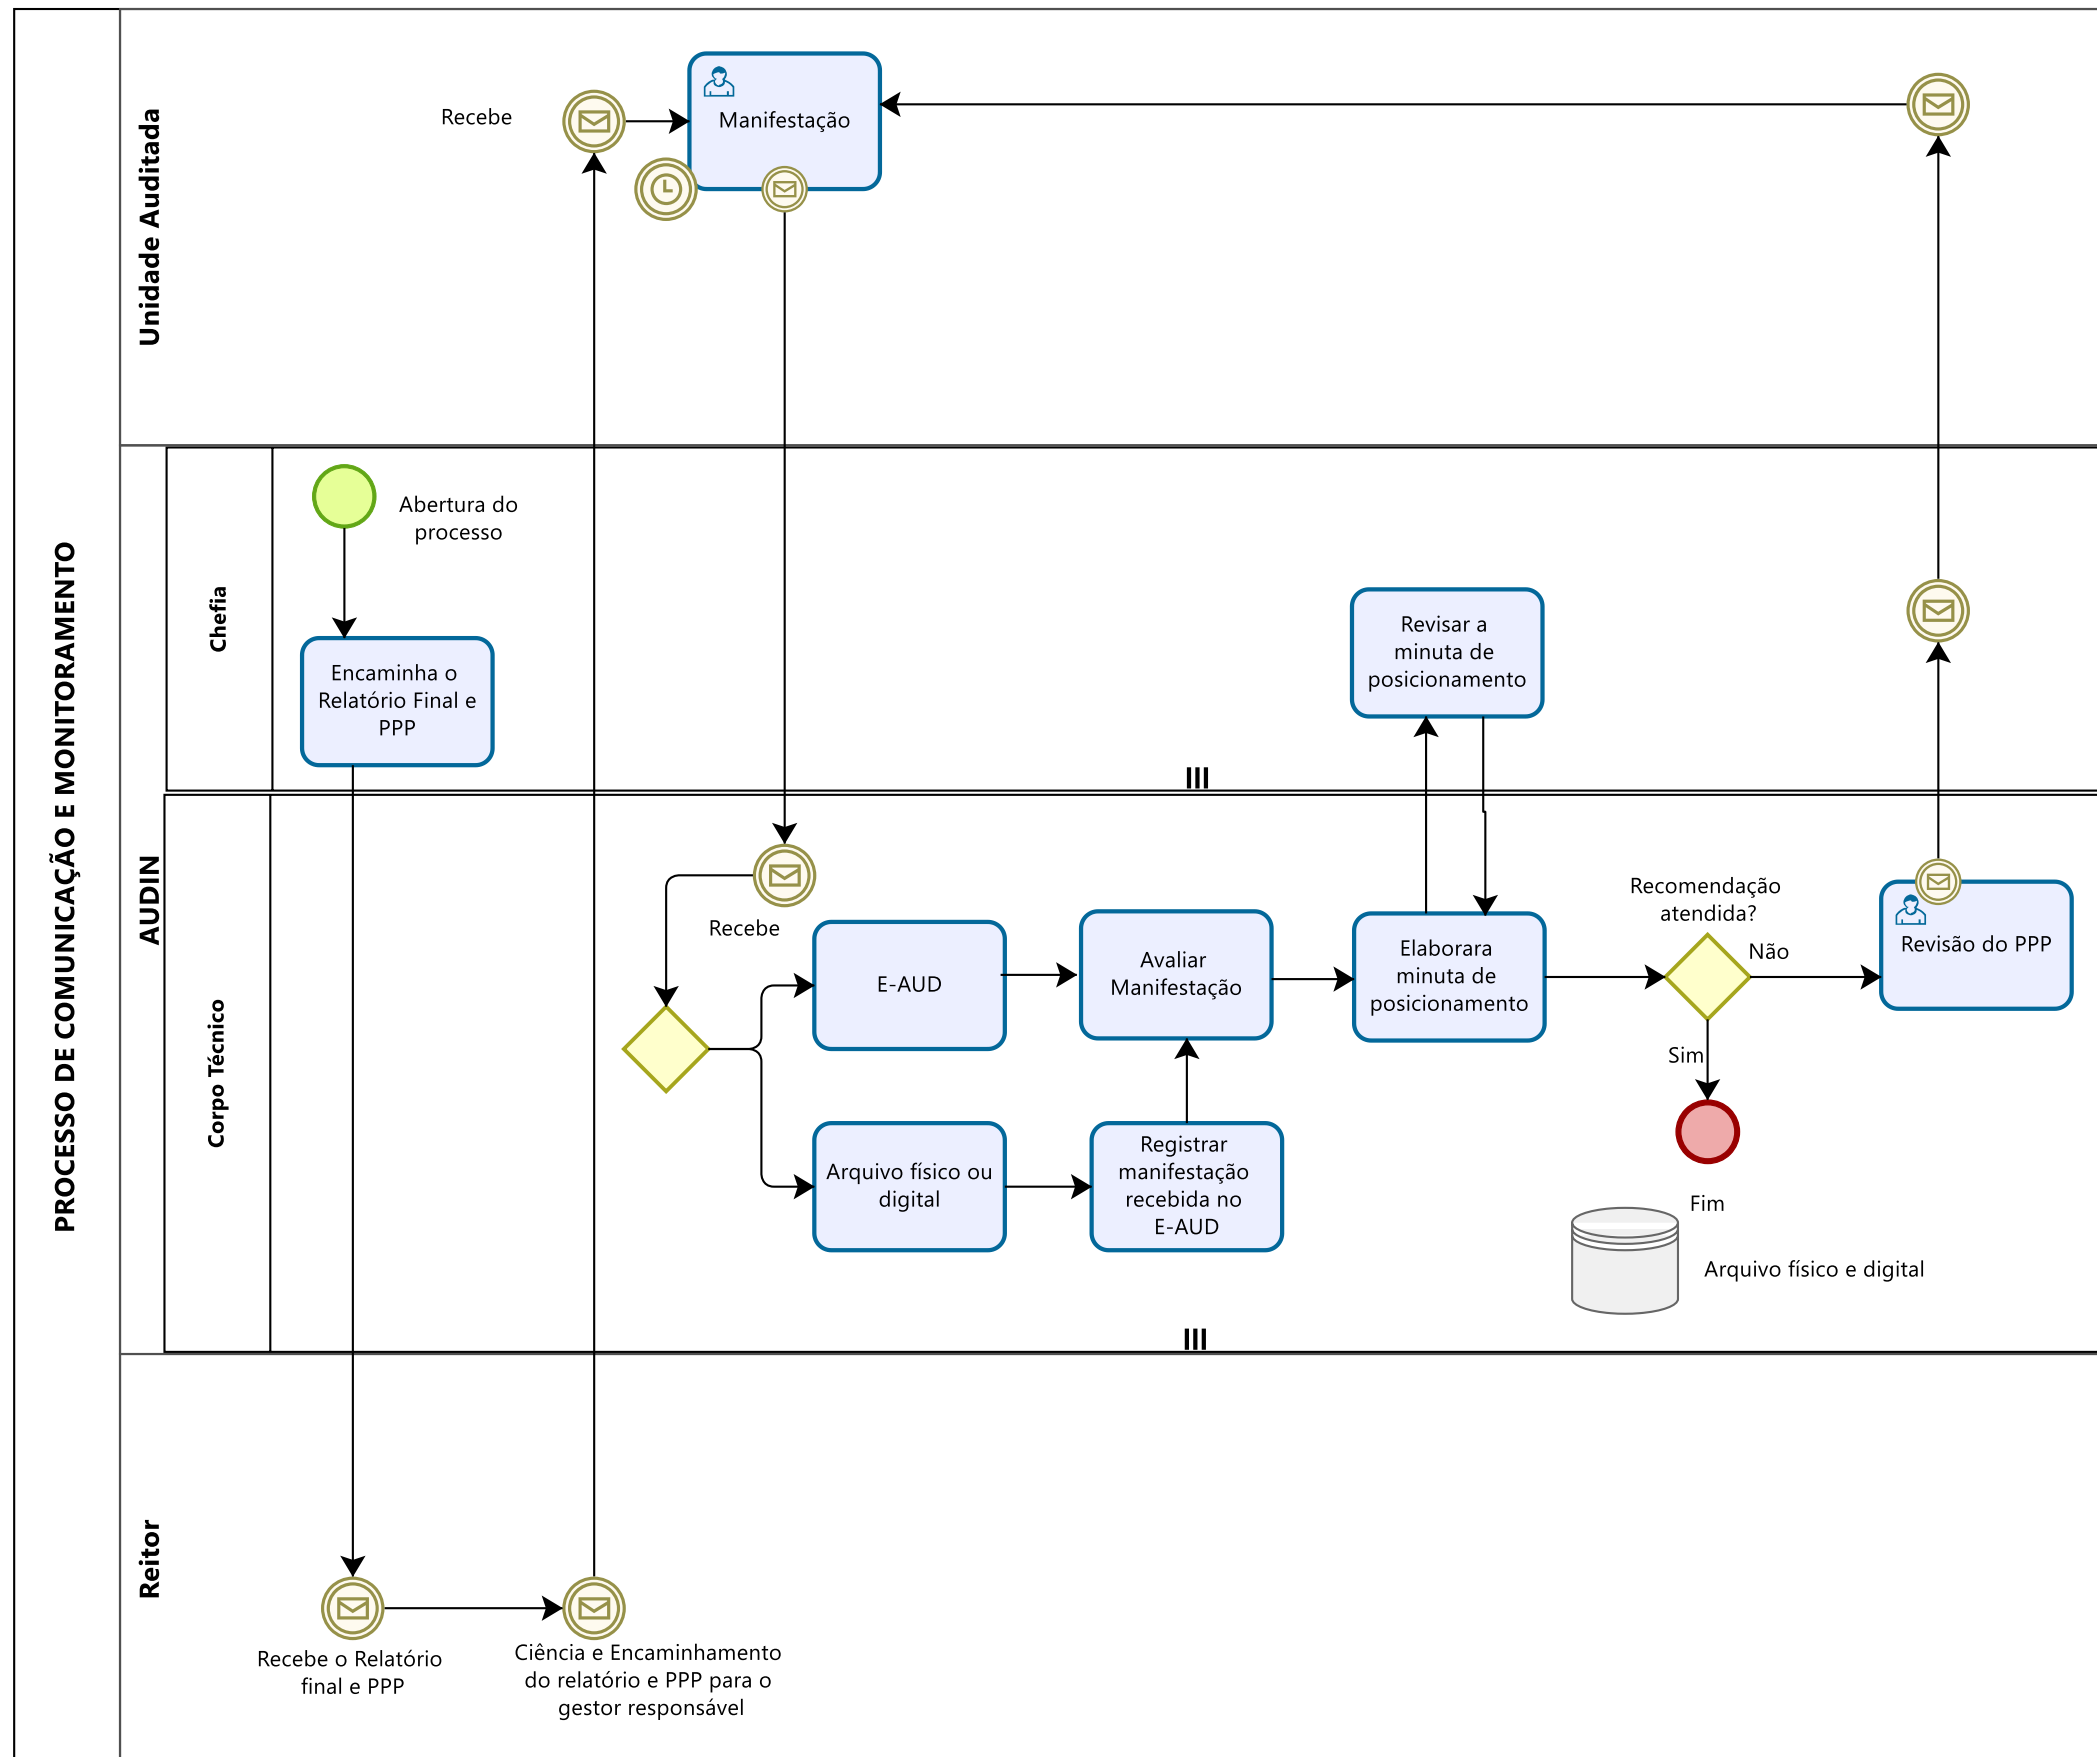 PROCESSO DE COMUNICAÇÃO E MONITORAMENTO
Unidade Auditada
Recebe
Manifestação
AUDIN
Chefia
Abertura do
processo
Encaminha o
Relatório Final e
PPP
Revisar a
minuta de
posicionamento
Corpo Técnico
Recebe
E-AUD
Avaliar
Manifestação
Elaborara
minuta de
posicionamento
Recomendação
atendida?
Não
Sim
Revisão do PPP
Arquivo físico ou
digital
Registrar
manifestação
recebida no
E-AUD
Fim
Arquivo físico e digital
Reitor
Recebe o Relatório
final e PPP
Ciência e Encaminhamento
do relatório e PPP para o
gestor responsável